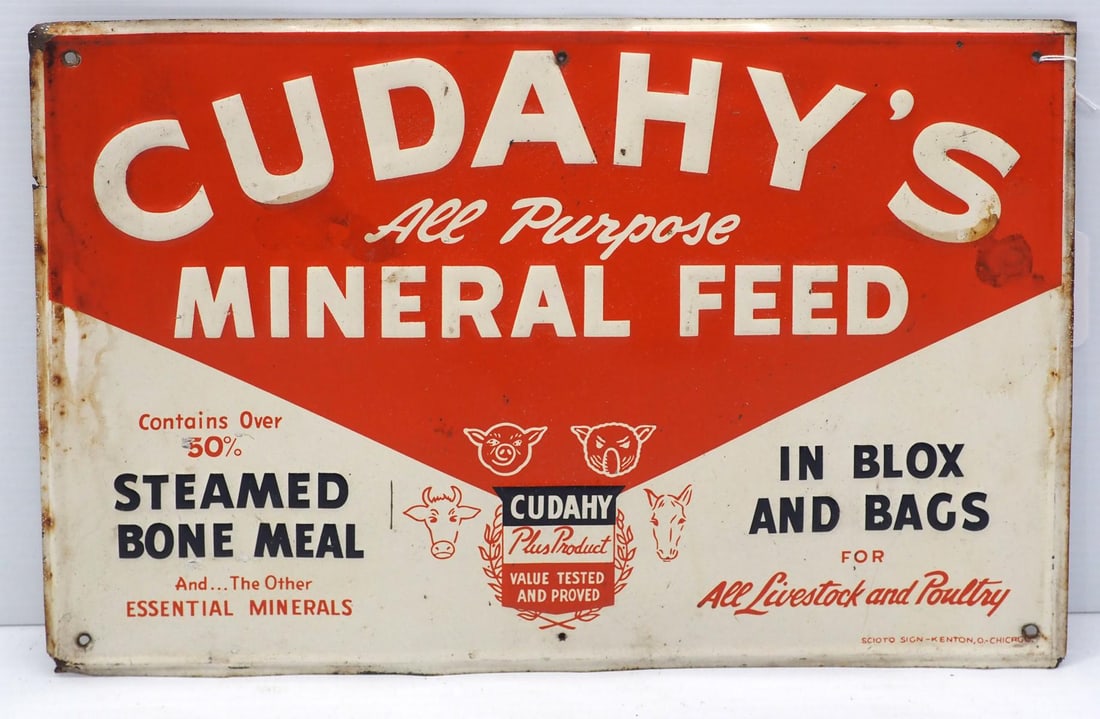 CUDAHY'S
All Purpose
MINERAL FEED
Contains Over
50%
STEAMED
BONE MEAL
And...The Other
ESSENTIAL MINERALS
CUDAHY
Plus Product
VALUE TESTED
AND PROVED
IN BLOX
AND BAGS
FOR
All Livestock and Poultry
SCIOTO SIGN-KENTON, O.-CHICAGO